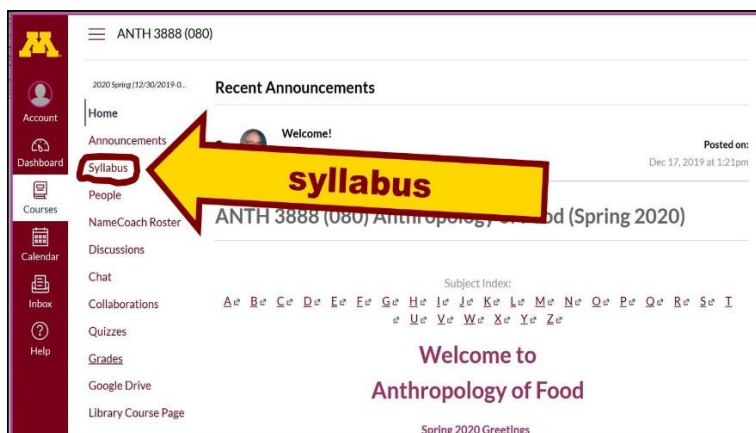 M
ANTH 3888 (080)
2020 Spring (12/30/2019-0...
Account
Dashboard
Courses
Calendar
Inbox
Help
Home
Announcements
Syllabus
People
NameCoach Roster
Discussions
Chat
Collaborations
Quizzes
Grades
Google Drive
Library Course Page
Recent Announcements
Welcome!
Posted on:
Dec 17, 2019 at 1:21pm
syllabus
ANTH 3888 (080) Anthropology of Food (Spring 2020)
Subject Index:
A B C D E F G H I J K L M N O P Q R S T
U V W X Y Z
Welcome to
Anthropology of Food
Spring 2020 Greetings